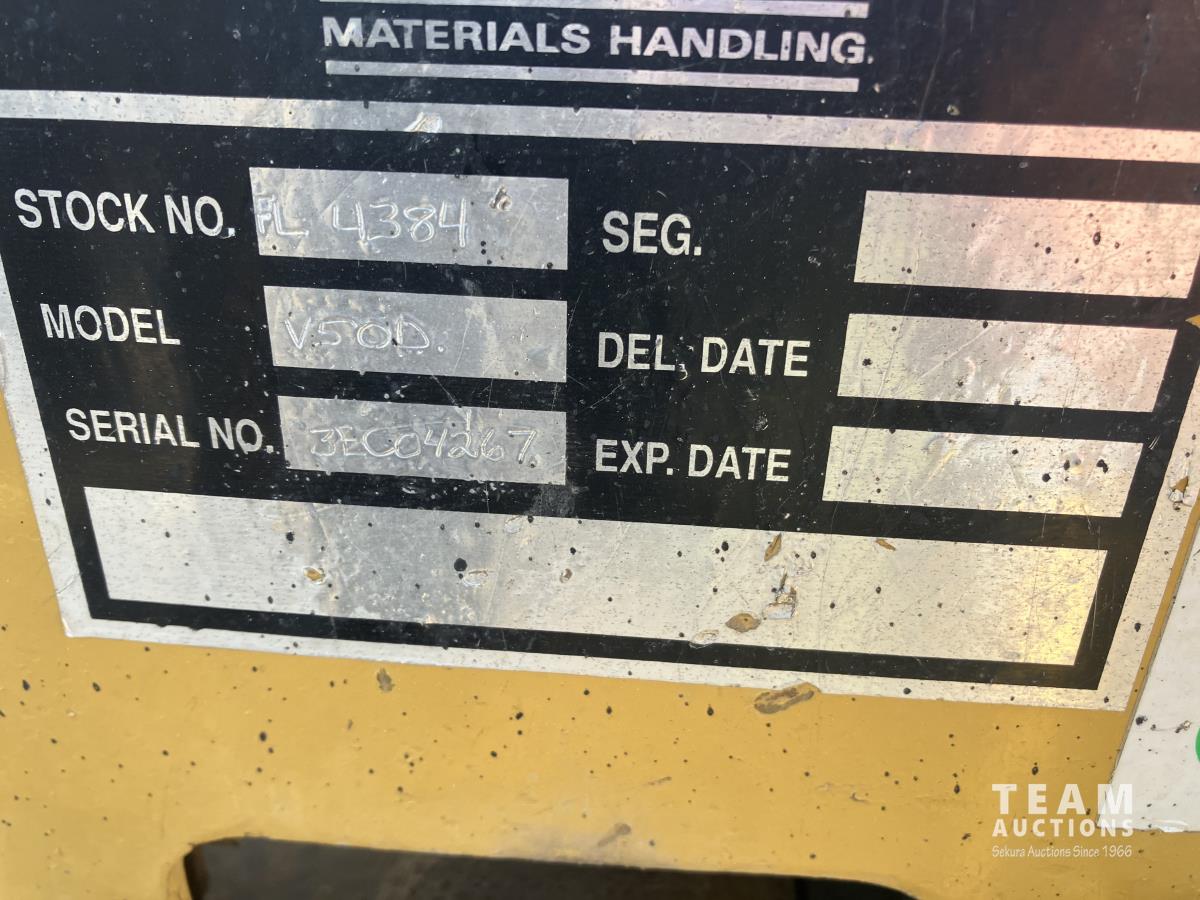 MATERIALS HANDLING.
STOCK NO. FL 4384 SEG.
MODEL V50D. DEL. DATE
SERIAL NO. 3EC04267 EXP. DATE
TEAM
AUCTIONS
Sekura Auctions Since 1966